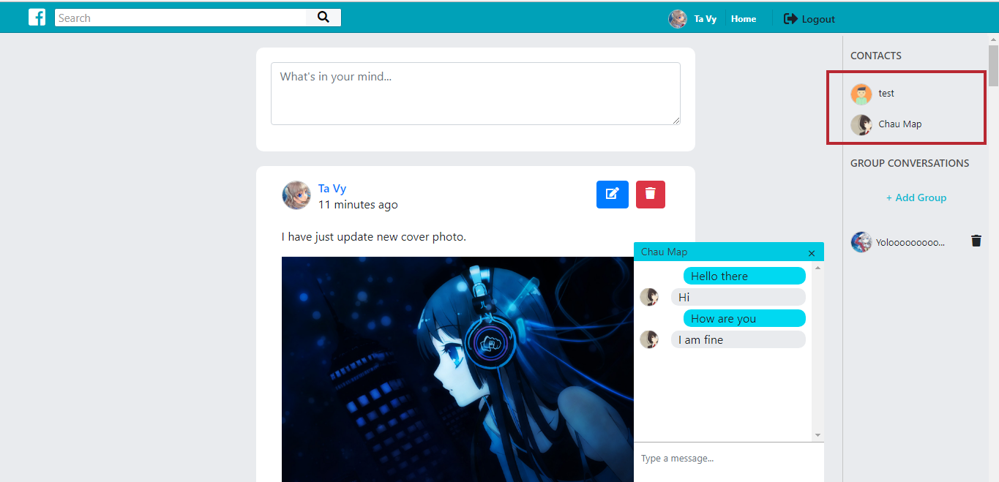 Search
Ta Vy
Home
Logout
What's in your mind...
Ta Vy
11 minutes ago
I have just update new cover photo.
Chau Map
Hello there
Hi
How are you
I am fine
Type a message...
CONTACTS
test
Chau Map
GROUP CONVERSATIONS
+ Add Group
Yolooooooooo...